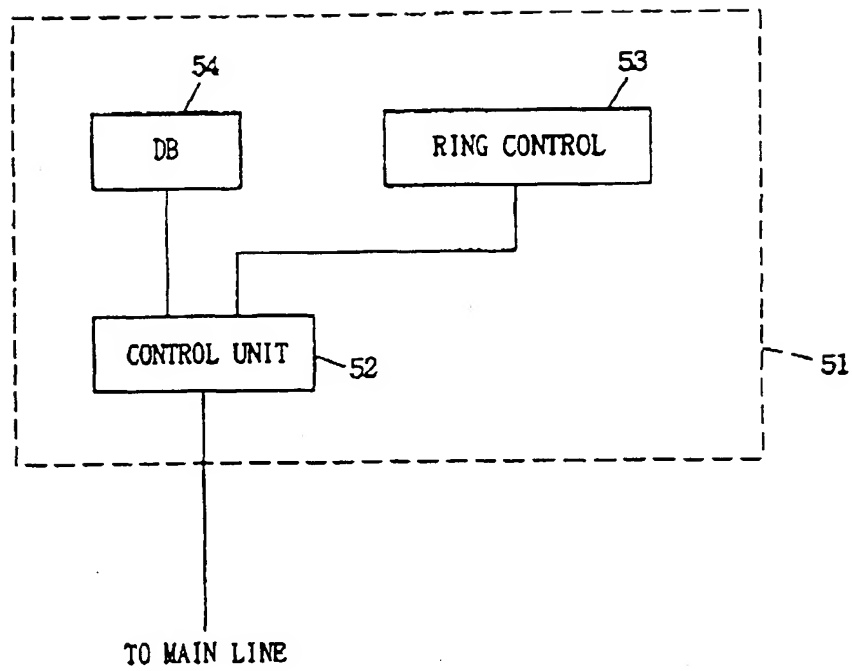 54
53
DB
RING CONTROL
CONTROL UNIT
52
51
TO MAIN LINE